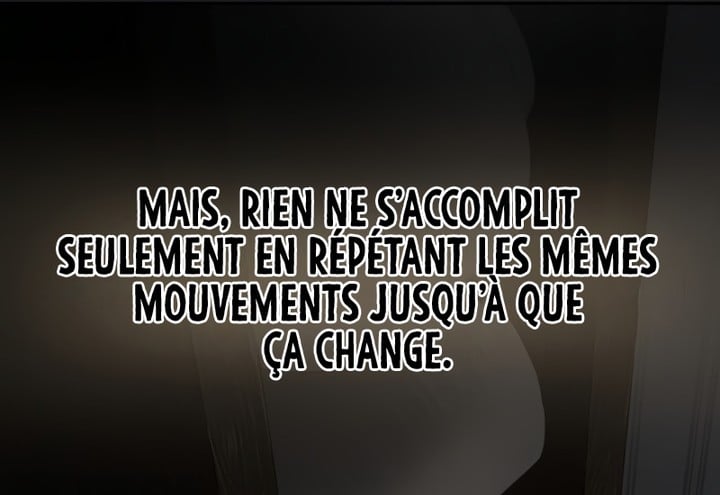 MAIS, RIEN NE S'ACCOMPLIT
SEULEMENT EN RÉPÉTANT LES MÊMES
MOUVEMENTS JUSQU'À QUE
ÇA CHANGE.